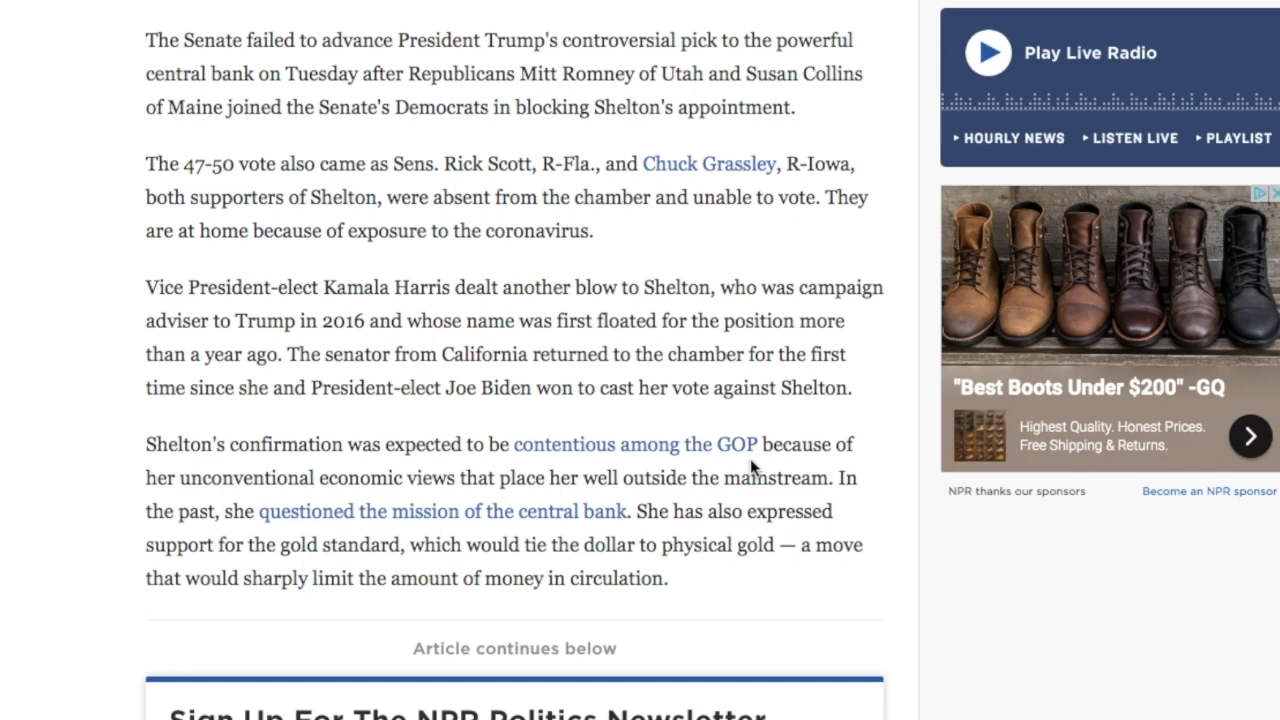 The Senate failed to advance President Trump's controversial pick to the powerful
central bank on Tuesday after Republicans Mitt Romney of Utah and Susan Collins
of Maine joined the Senate's Democrats in blocking Shelton's appointment.
The 47-50 vote also came as Sens. Rick Scott, R-Fla., and Chuck Grassley, R-Iowa,
both supporters of Shelton, were absent from the chamber and unable to vote. They
are at home because of exposure to the coronavirus.
Vice President-elect Kamala Harris dealt another blow to Shelton, who was campaign
adviser to Trump in 2016 and whose name was first floated for the position more
than a year ago. The senator from California returned to the chamber for the first
time since she and President-elect Joe Biden won to cast her vote against Shelton.
Shelton's confirmation was expected to be contentious among the GOP because of
her unconventional economic views that place her well outside the mainstream. In
the past, she questioned the mission of the central bank. She has also expressed
support for the gold standard, which would tie the dollar to physical gold — a move
that would sharply limit the amount of money in circulation.
Article continues below
Sign Up For The NPR Politics Newsletter
Play Live Radio
HOURLY NEWS
LISTEN LIVE
PLAYLIST
"Best Boots Under $200" -GQ
Highest Quality. Honest Prices.
Free Shipping & Returns.
NPR thanks our sponsors
Become an NPR sponsor